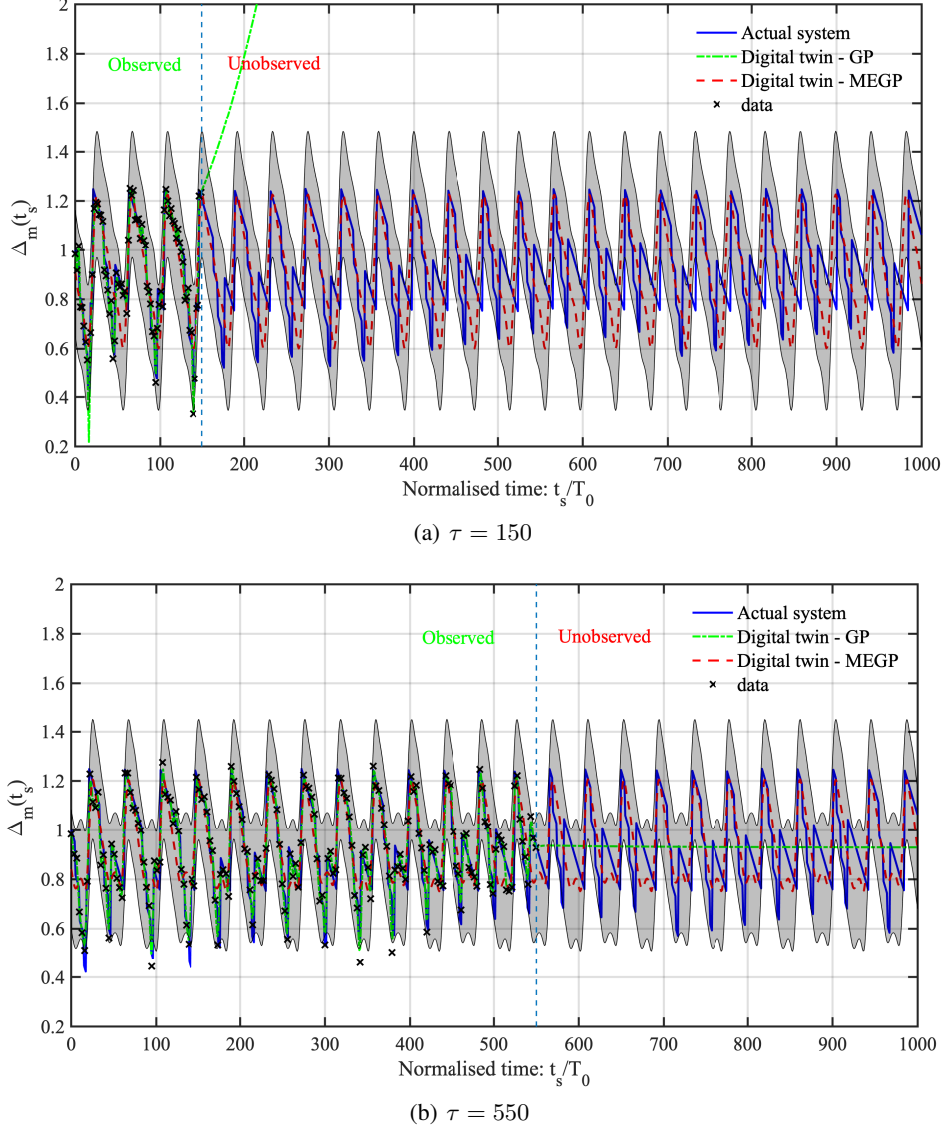 2
1.8
1.6
1.4
1.2
1
0.8
0.6
0.4
0.2
Δm(ts)
Observed
Unobserved
Actual system
Digital twin - GP
Digital twin - MEGP
data
0 100 200 300 400 500 600 700 800 900 1000
Normalised time: ts/T0
(a) τ = 150
2
1.8
1.6
1.4
1.2
1
0.8
0.6
0.4
0.2
Δm(ts)
Observed
Unobserved
Actual system
Digital twin - GP
Digital twin - MEGP
data
0 100 200 300 400 500 600 700 800 900 1000
Normalised time: ts/T0
(b) τ = 550